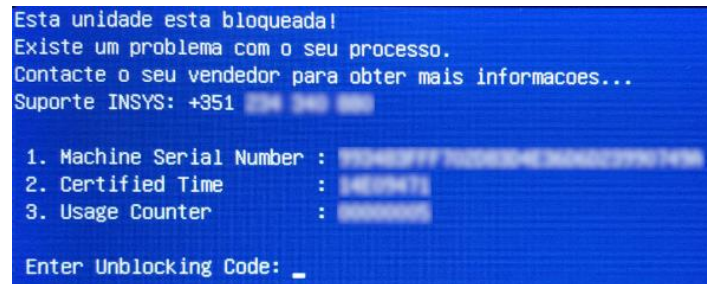 Esta unidade esta bloqueada!
Existe um problema com o seu processo.
Contacte o seu vendedor para obter mais informacoes...
Suporte INSYS: +351
1. Machine Serial Number :
2. Certified Time :
3. Usage Counter :
Enter Unblocking Code: _